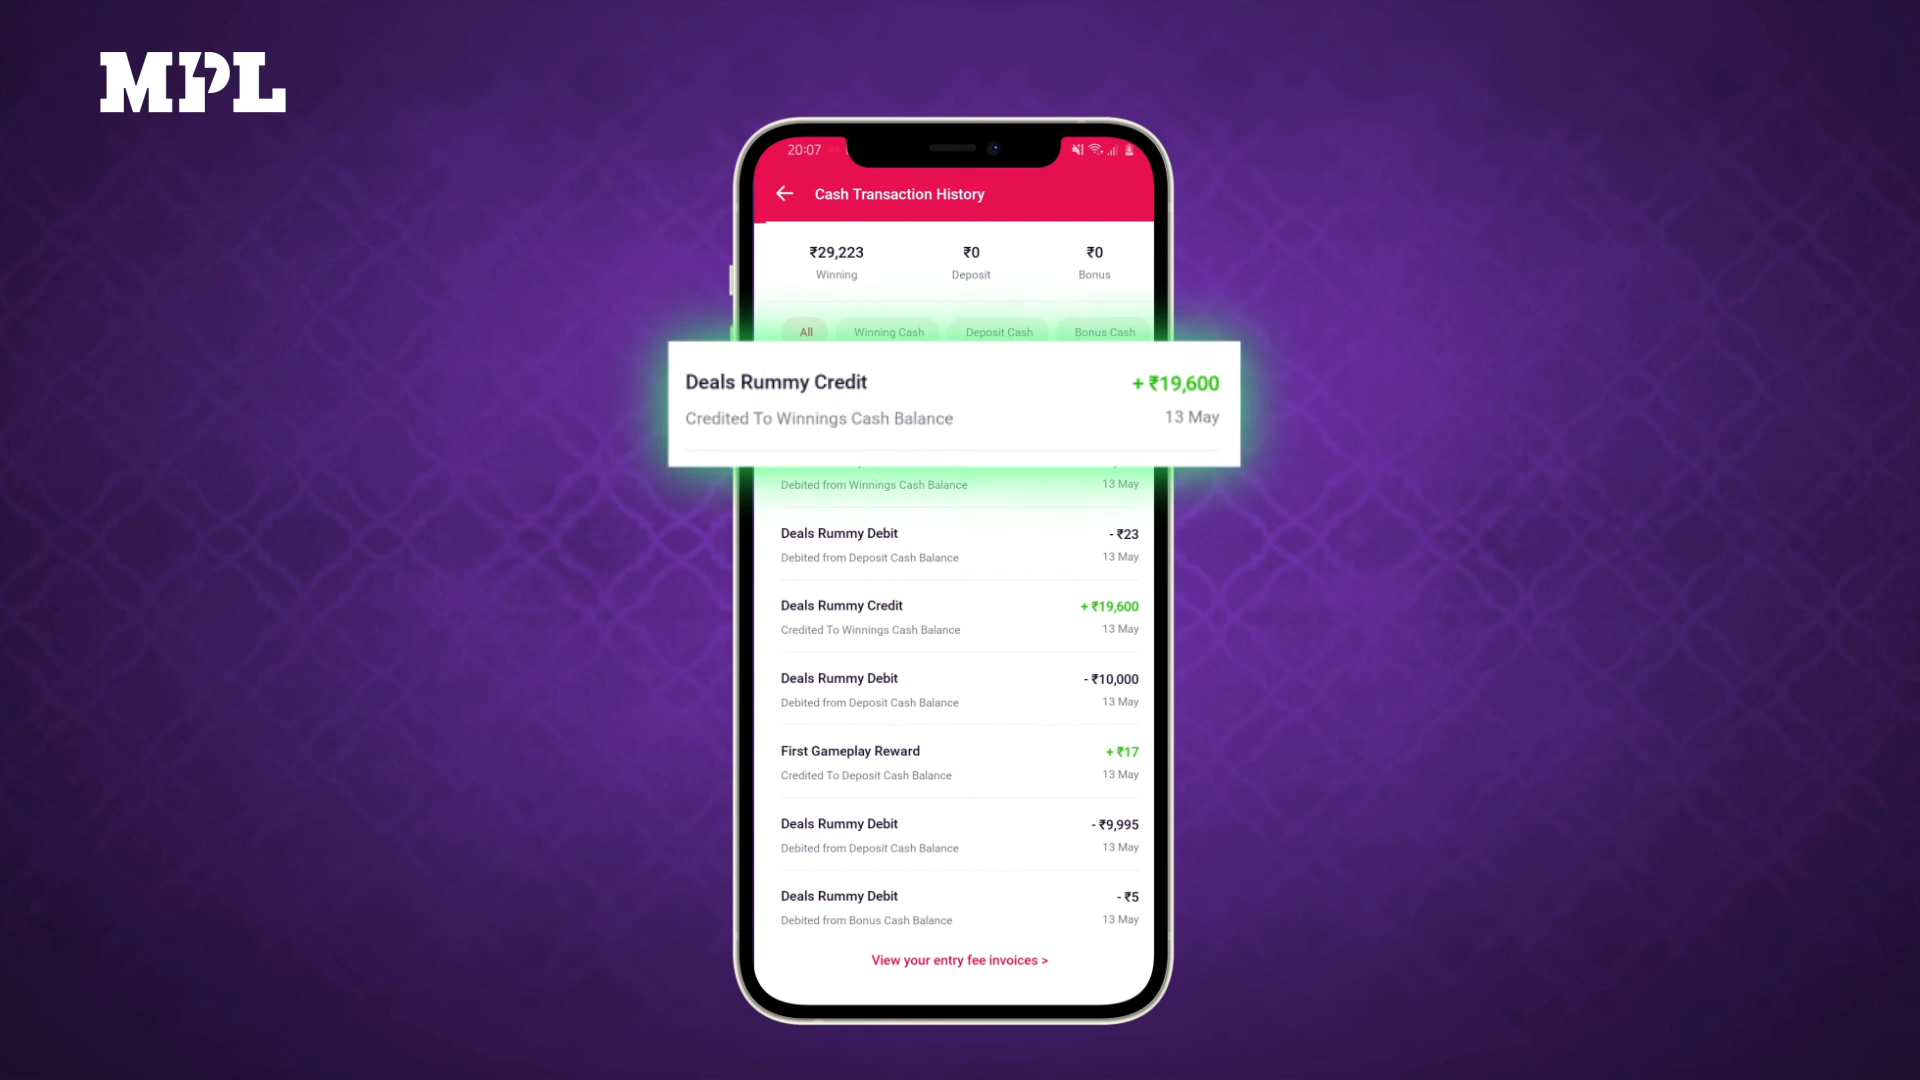 MPL
20:07
Cash Transaction History
₹29,223 ₹0 ₹0
Winning Deposit Bonus
All Winning Cash Deposit Cash Bonus Cash
Deals Rummy Credit + ₹19,600
Credited To Winnings Cash Balance 13 May
Debited from Winnings Cash Balance 13 May
Deals Rummy Debit - ₹23
Debited from Deposit Cash Balance 13 May
Deals Rummy Credit + ₹19,600
Credited To Winnings Cash Balance 13 May
Deals Rummy Debit - ₹10,000
Debited from Deposit Cash Balance 13 May
First Gameplay Reward + ₹17
Credited To Deposit Cash Balance 13 May
Deals Rummy Debit - ₹9,995
Debited from Deposit Cash Balance 13 May
Deals Rummy Debit - ₹5
Debited from Bonus Cash Balance 13 May
View your entry fee invoices >